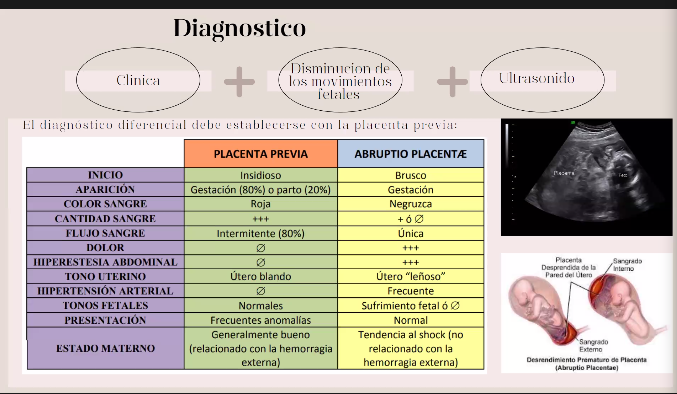 Diagnostico
Clinica
Disminucion de
los movimientos
fetales
Ultrasonido
El diagnóstico diferencial debe establecerse con la placenta previa:
PLACENTA PREVIA ABRUPTIO PLACENTÆ
INICIO Insidioso Brusco
APARICIÓN Gestación (80%) o parto (20%) Gestación
COLOR SANGRE Roja Negruzca
CANTIDAD SANGRE +++ + ó ∅
FLUJO SANGRE Intermitente (80%) Única
DOLOR ∅ +++
HIPERESTESIA ABDOMINAL ∅ +++
TONO UTERINO Útero blando Útero “leñoso”
HIPERTENSIÓN ARTERIAL ∅ Frecuente
TONOS FETALES Normales Sufrimiento fetal ó ∅
PRESENTACIÓN Frecuentes anomalías Normal
ESTADO MATERNO
Generalmente bueno
(relacionado con la hemorragia
externa)
Tendencia al shock (no
relacionado con la
hemorragia externa)
Placenta
Placenta
Desprendida de la
Pared del Útero
Sangrado
Interno
Sangrado
Externo
Desrendimiento Prematuro de Placenta
(Abruptio Placentae)